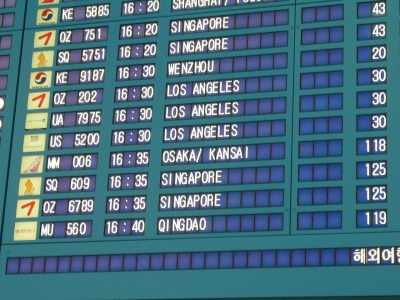 KE 5885 16:20 SHANGHAI/
OZ 751 16:20 SINGAPORE 43
SQ 5751 16:20 SINGAPORE 43
KE 9187 16:30 WENZHOU 23
OZ 202 16:30 LOS ANGELES 30
UA 7975 16:30 LOS ANGELES 30
US 5200 16:30 LOS ANGELES 30
MM 006 16:35 OSAKA/ KANSAI 118
SQ 609 16:35 SINGAPORE 125
OZ 6789 16:35 SINGAPORE 125
MU 560 16:40 QINGDAO 119
해외여행